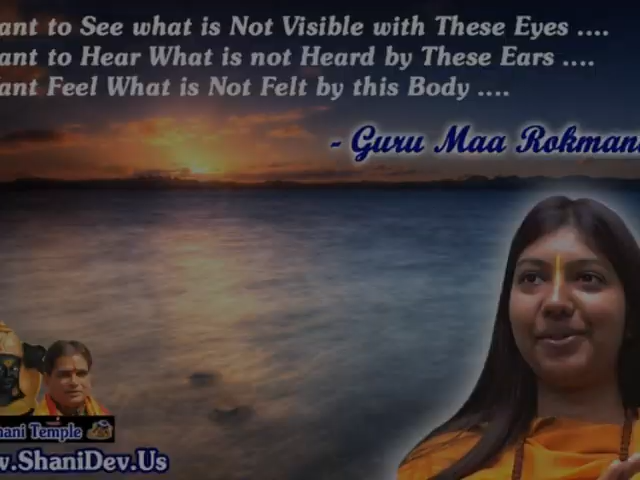 ant to See what is Not Visible with These Eyes ....
ant to Hear What is not Heard by These Ears ....
ant Feel What is Not Felt by this Body ....
- Guru Maa Rokman
hani Temple
w.ShaniDev.Us